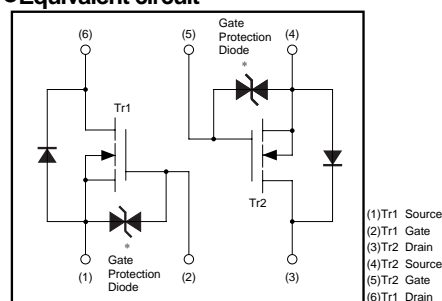 ●Equivalent circuit
(6)
(5)
Gate
Protection
Diode
(4)
*
Tr1
Tr2
*
Gate
Protection
Diode
(1)
(2)
(3)
(1)Tr1 Source
(2)Tr1 Gate
(3)Tr2 Drain
(4)Tr2 Source
(5)Tr2 Gate
(6)Tr1 Drain